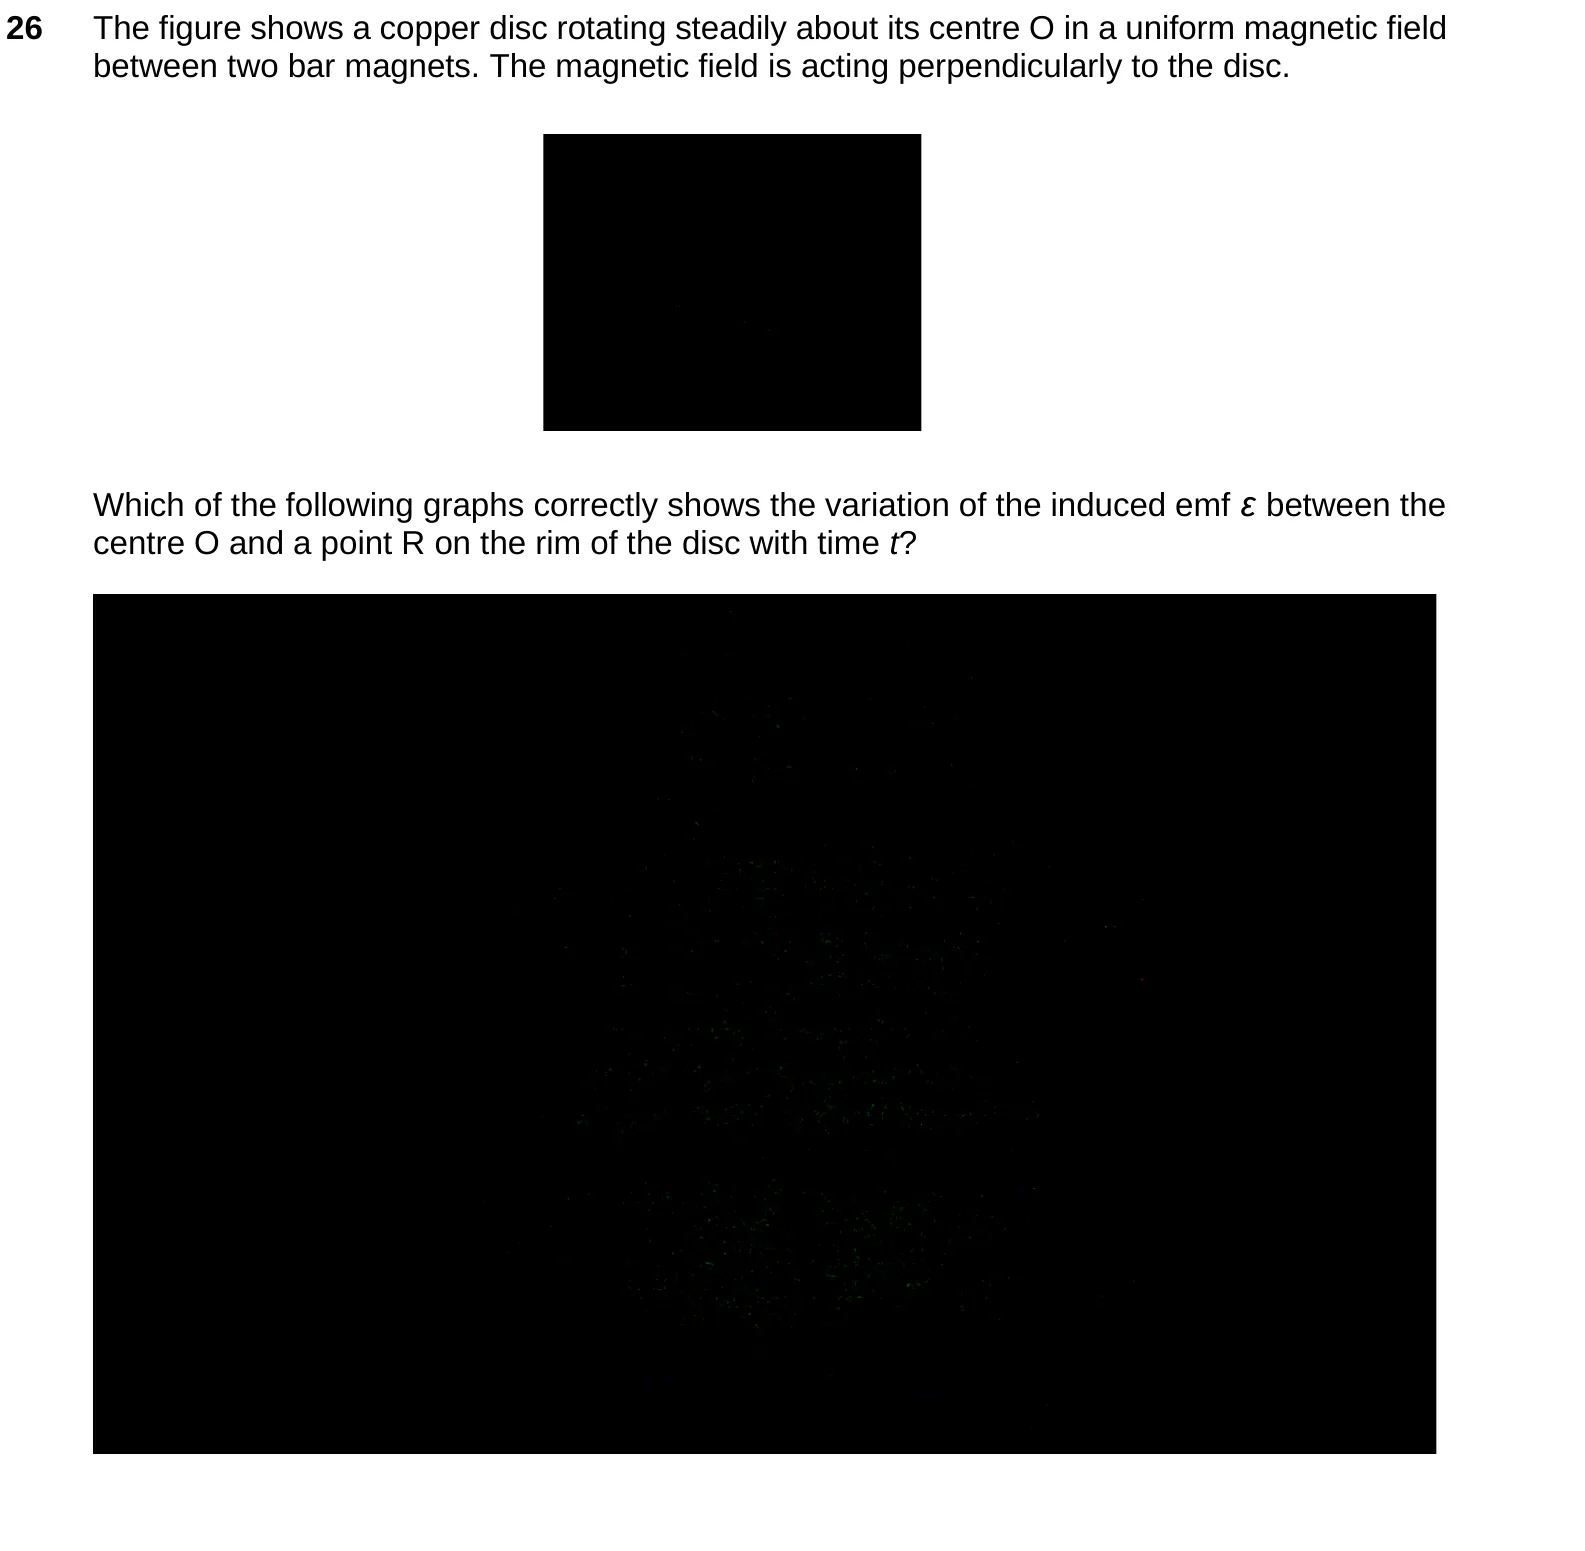 26 The figure shows a copper disc rotating steadily about its centre O in a uniform magnetic field
between two bar magnets. The magnetic field is acting perpendicularly to the disc.
Which of the following graphs correctly shows the variation of the induced emf ε between the
centre O and a point R on the rim of the disc with time t?